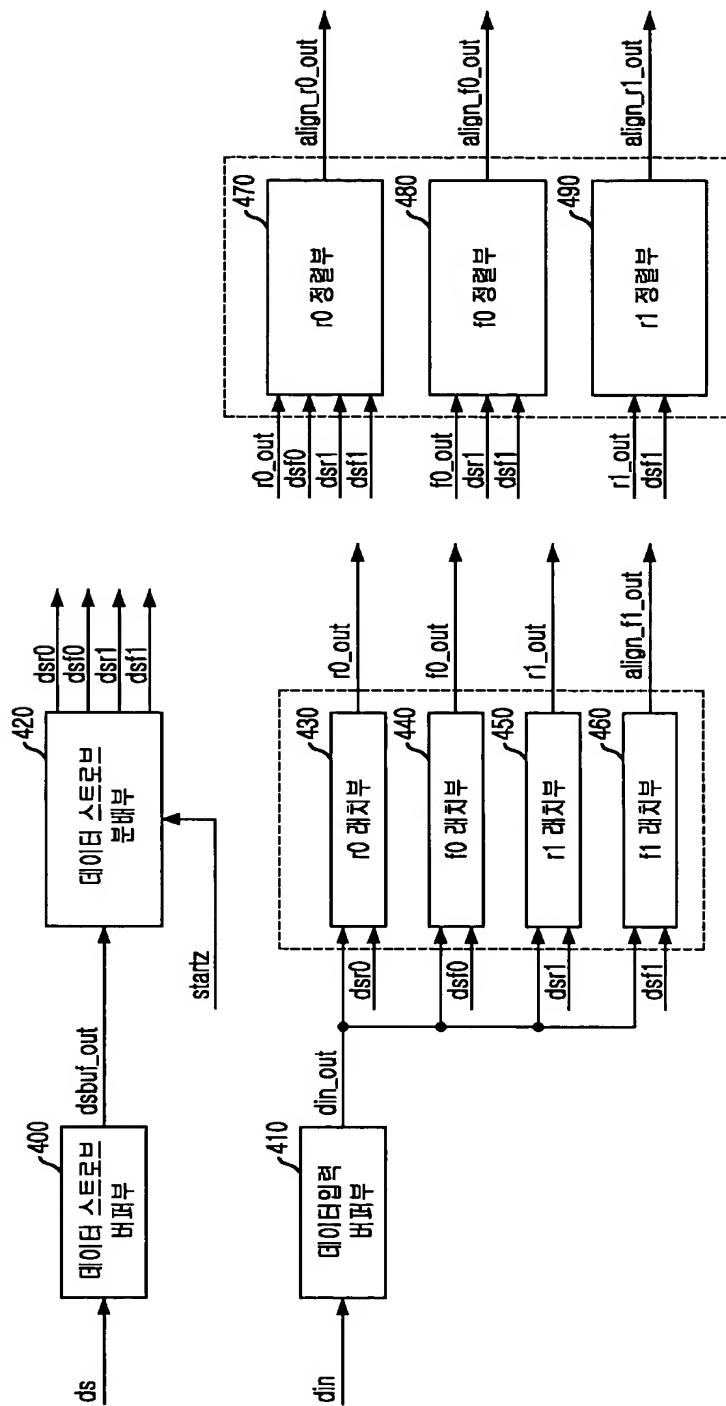 ds
400
데이터 스트로브
버퍼부
dsbuf_out
420
데이터 스트로브
분배부
startz
dsr0
dsf0
dsr1
dsf1
din
410
데이터입력
버퍼부
din_out
dsr0
430
r0 래치부
r0_out
dsf0
440
f0 래치부
f0_out
dsr1
450
r1 래치부
r1_out
dsf1
460
f1 래치부
align_f1_out
r0_out
dsf0
dsr1
dsf1
470
r0 정렬부
align_r0_out
f0_out
dsr1
dsf1
480
f0 정렬부
align_f0_out
r1_out
dsf1
490
r1 정렬부
align_r1_out